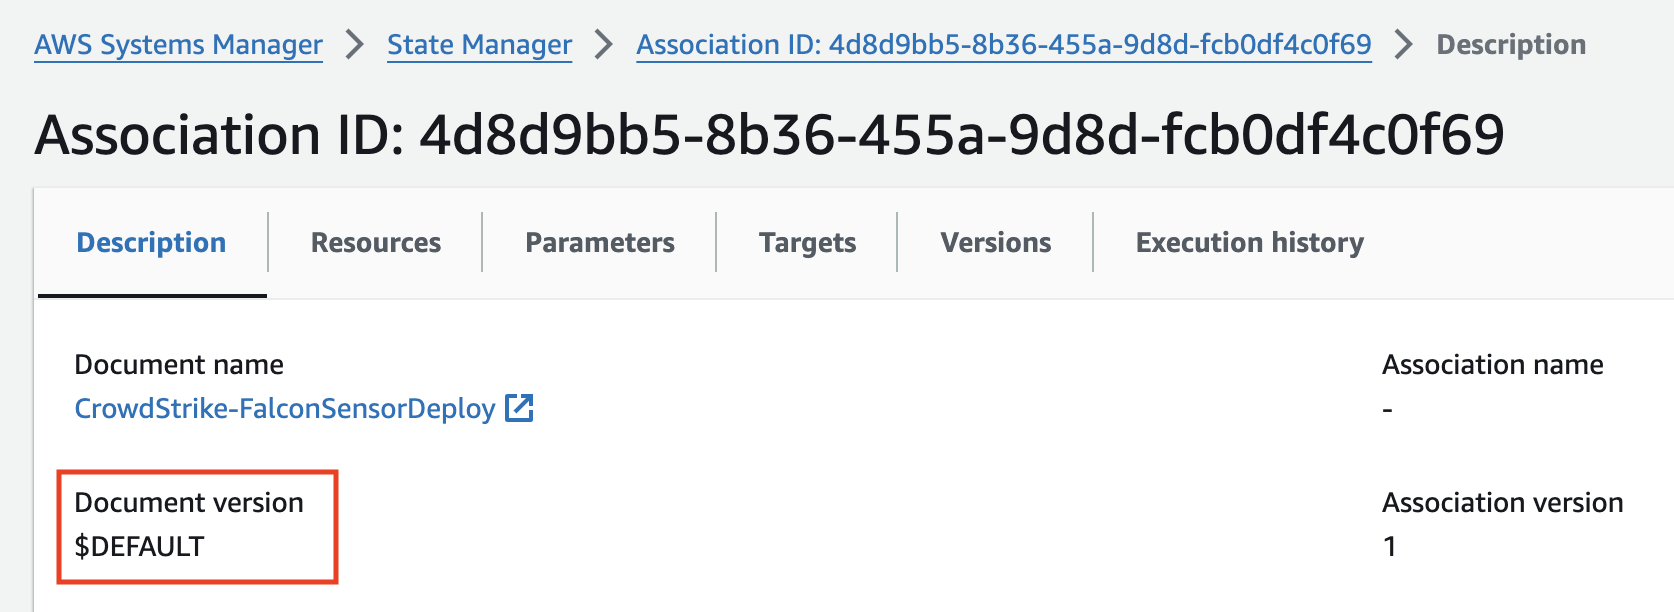 AWS Systems Manager > State Manager > Association ID: 4d8d9bb5-8b36-455a-9d8d-fcb0df4c0f69 > Description
Association ID: 4d8d9bb5-8b36-455a-9d8d-fcb0df4c0f69
Description Resources Parameters Targets Versions Execution history
Document name
CrowdStrike-FalconSensorDeploy
Association name
-
Document version
$DEFAULT
Association version
1